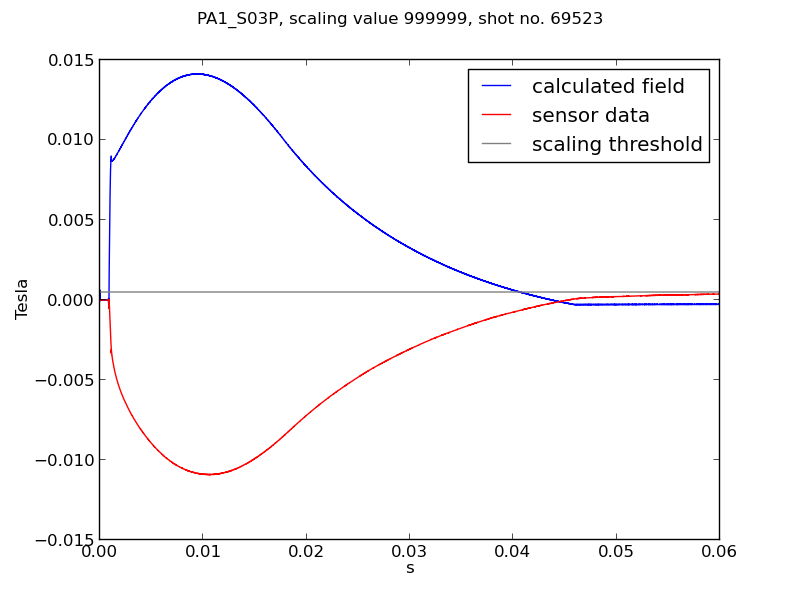 PA1_S03P, scaling value 999999, shot no. 69523
calculated field
sensor data
scaling threshold
Tesla
0.015
0.010
0.005
0.000
−0.005
−0.010
−0.015
0.00 0.01 0.02 0.03 0.04 0.05 0.06
s